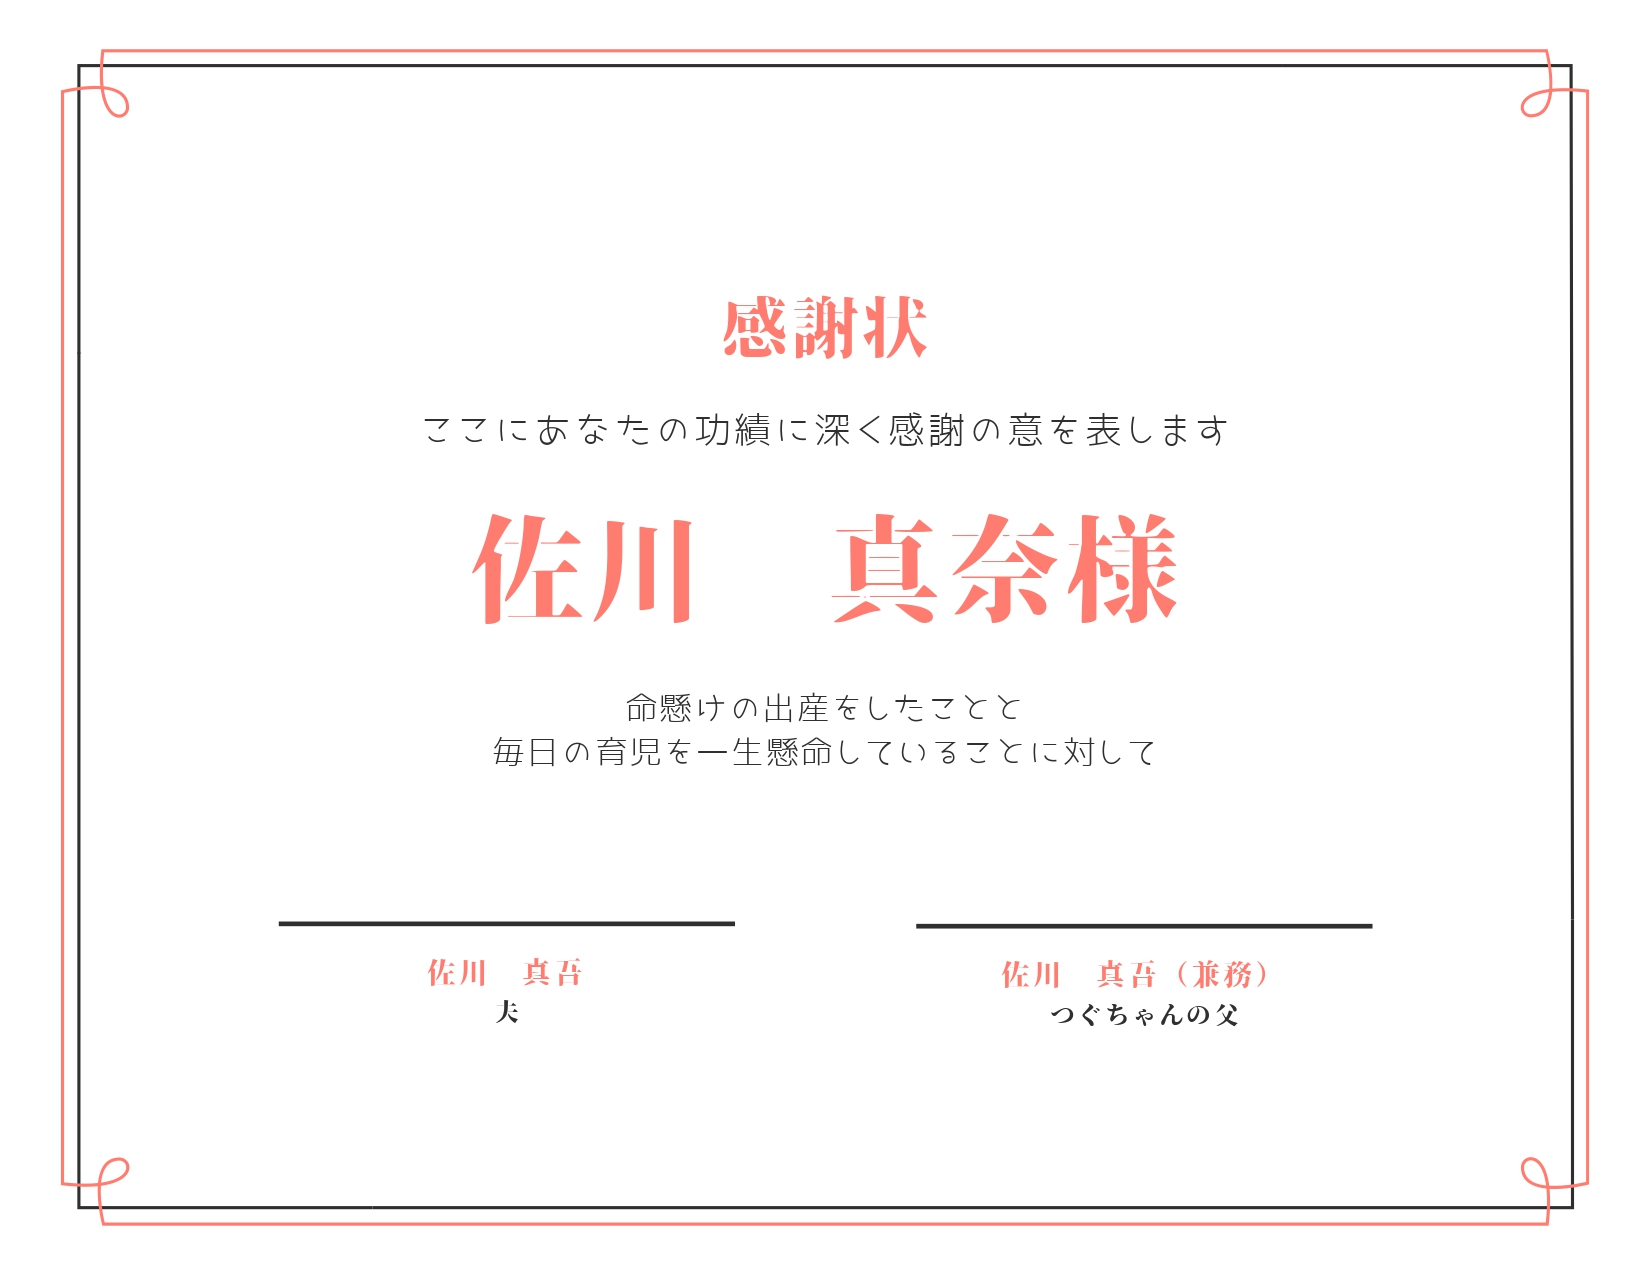 感謝状
ここにあなたの功績に深く感謝の意を表します
佐川　真奈様
命懸けの出産をしたことと
毎日の育児を一生懸命していることに対して
佐川　真吾
夫
佐川　真吾（兼務）
つぐちゃんの父